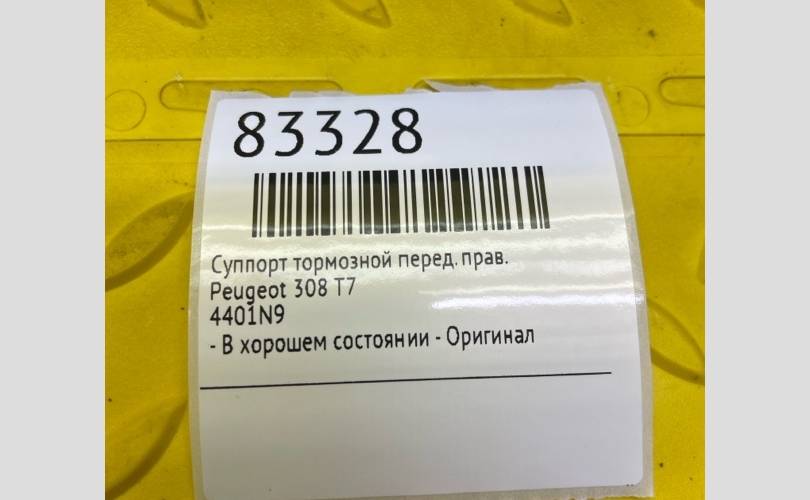 83328
Суппорт тормозной перед. прав.
Peugeot 308 T7
4401N9
- В хорошем состоянии - Оригинал